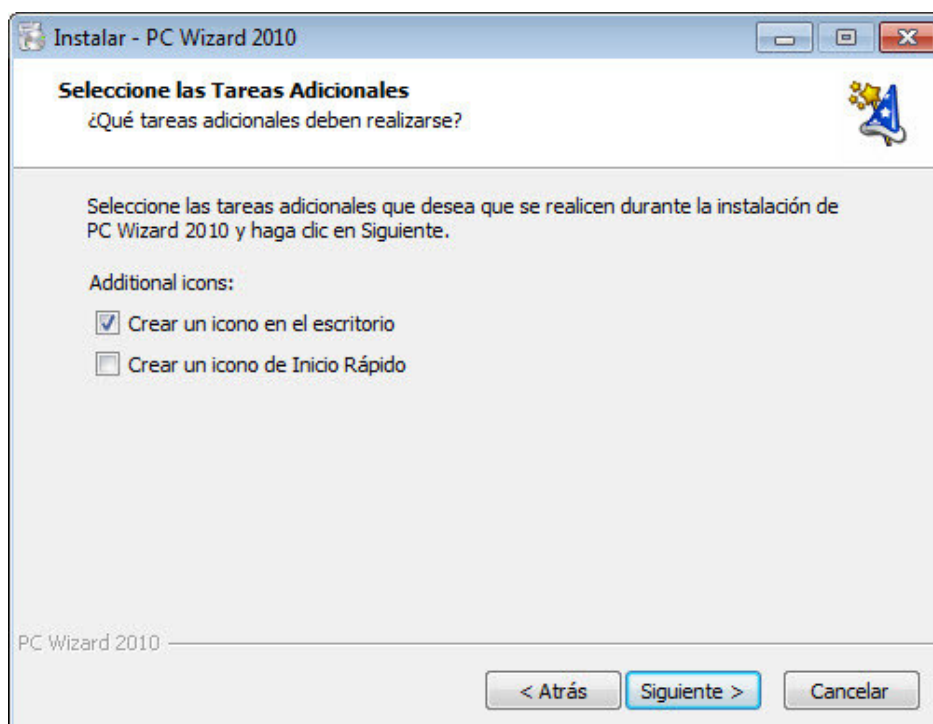 Instalar - PC Wizard 2010
Seleccione las Tareas Adicionales
¿Qué tareas adicionales deben realizarse?
Seleccione las tareas adicionales que desea que se realicen durante la instalación de
PC Wizard 2010 y haga clic en Siguiente.
Additional icons:
Crear un icono en el escritorio
Crear un icono de Inicio Rápido
PC Wizard 2010
< Atrás Siguiente > Cancelar